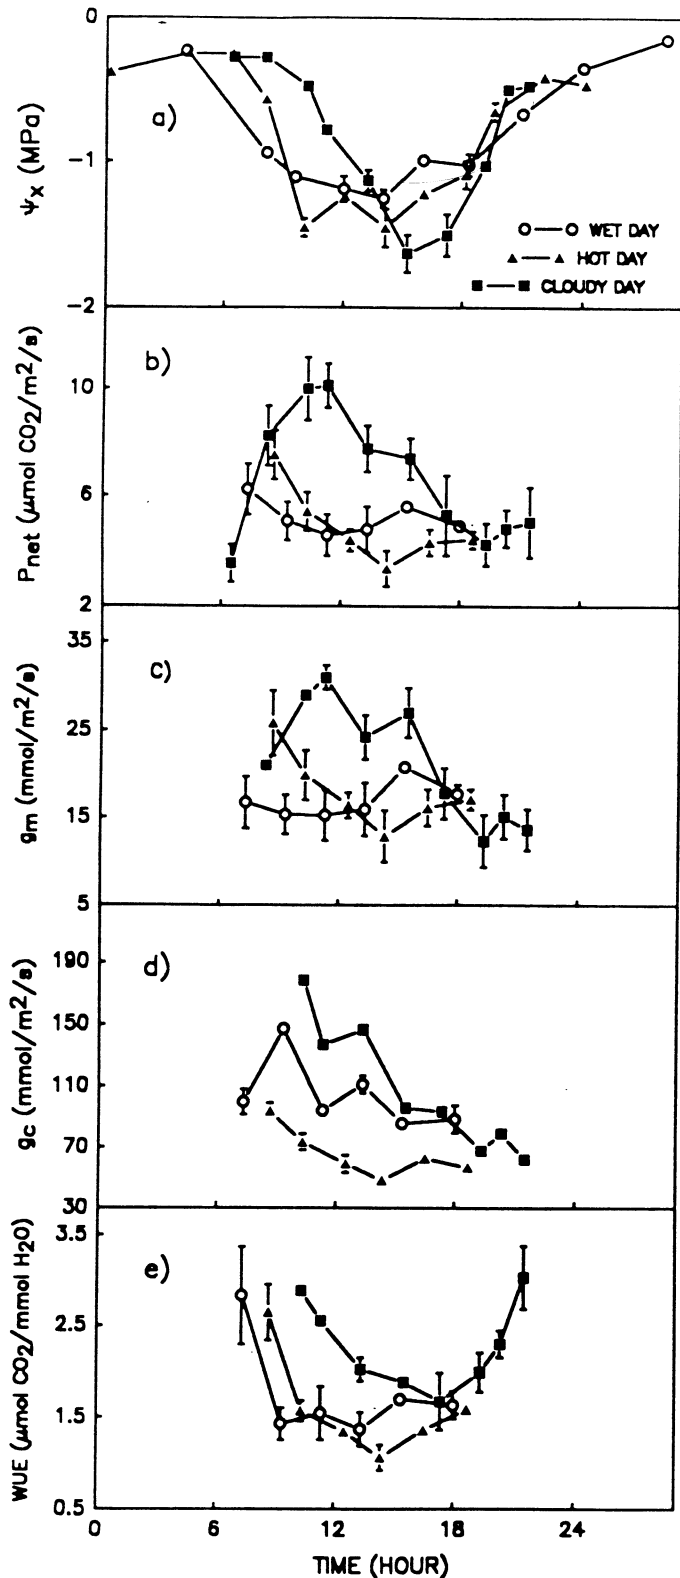 0
-1
-2
Ψx (MPa)
a)
WET DAY
HOT DAY
CLOUDY DAY
10
6
2
Pnet (μmol CO2/m2/s)
b)
35
25
15
5
gm (mmol/m2/s)
c)
190
150
110
70
30
gc (mmol/m2/s)
d)
3.5
2.5
1.5
0.5
WUE (μmol CO2/mmol H2O)
e)
0 6 12 18 24
TIME (HOUR)